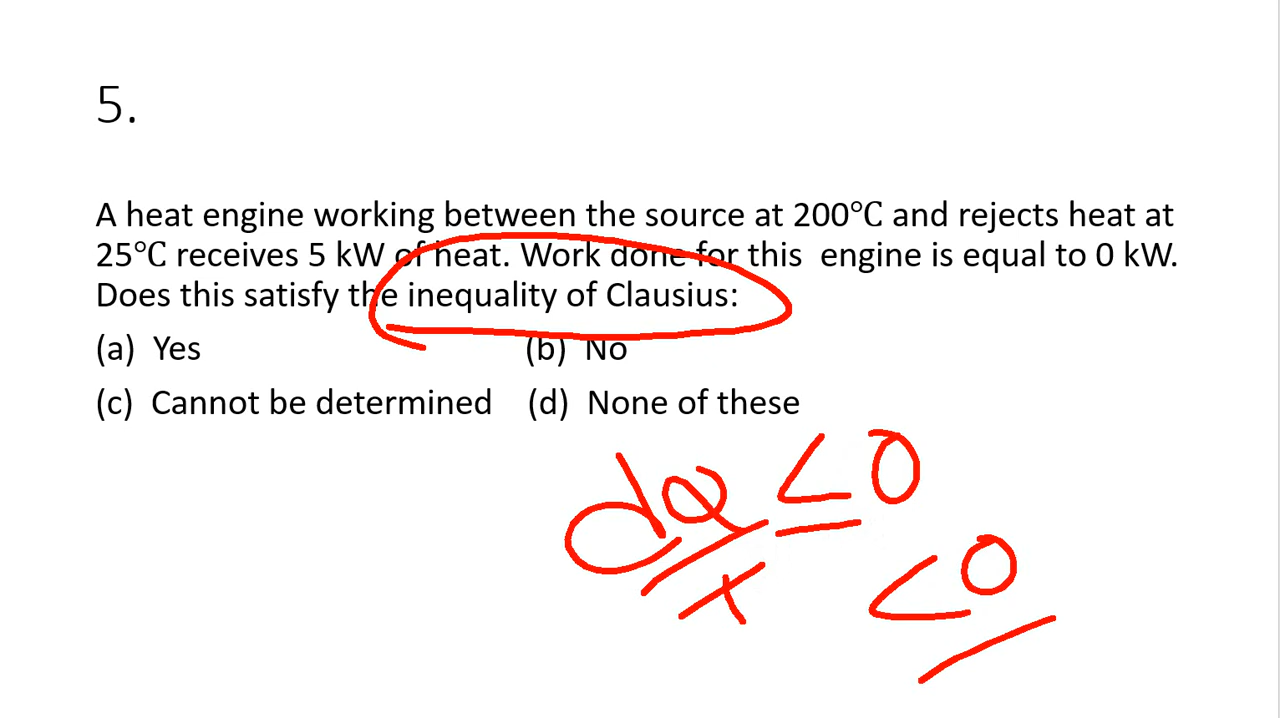 5.
A heat engine working between the source at 200℃ and rejects heat at
25℃ receives 5 kW of heat. Work done for this engine is equal to 0 kW.
Does this satisfy the inequality of Clausius:
(a) Yes (b) No
(c) Cannot be determined (d) None of these
dQ/T ≤ 0
< 0